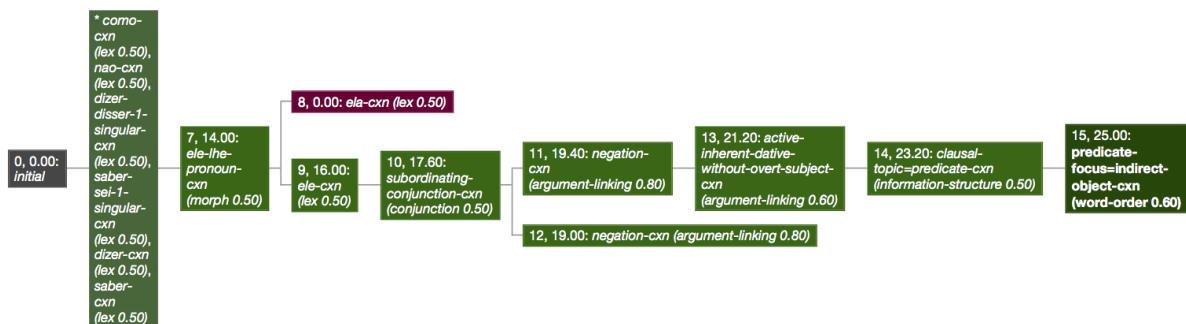 0, 0.00:
initial
* como-
cxn
(lex 0.50),
nao-cxn
(lex 0.50),
dizer-
disser-1-
singular-
cxn
(lex 0.50),
saber-
sei-1-
singular-
cxn
(lex 0.50),
dizer-cxn
(lex 0.50),
saber-
cxn
(lex 0.50)
7, 14.00:
ele-lhe-
pronoun-
cxn
(morph 0.50)
8, 0.00: ela-cxn (lex 0.50)
9, 16.00:
ele-cxn
(lex 0.50)
10, 17.60:
subordinating-
conjunction-cxn
(conjunction 0.50)
11, 19.40: negation-
cxn
(argument-linking 0.80)
12, 19.00: negation-cxn (argument-linking 0.80)
13, 21.20: active-
inherent-dative-
without-overt-subject-
cxn
(argument-linking 0.60)
14, 23.20: clausal-
topic=predicate-cxn
(information-structure 0.50)
15, 25.00:
predicate-
focus=indirect-
object-cxn
(word-order 0.60)